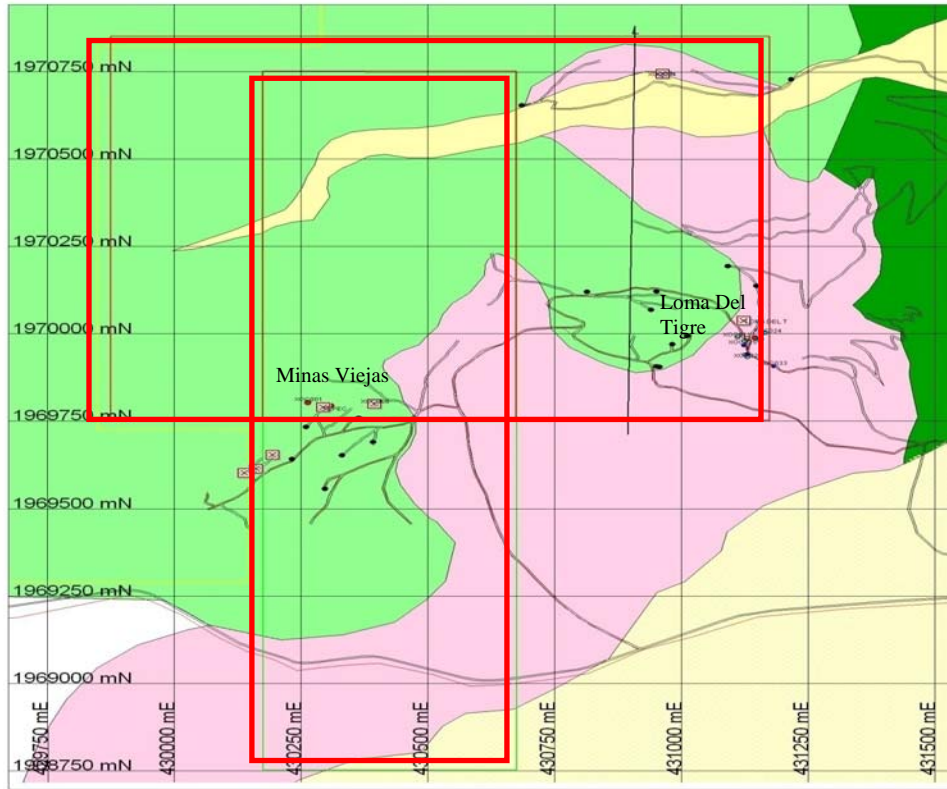 1970750 mN
1970500 mN
1970250 mN
1970000 mN
Loma Del
Tigre
Minas Viejas
1969750 mN
1969500 mN
1969250 mN
1969000 mN
1968750 mN
429750 mE
430000 mE
430250 mE
430500 mE
430750 mE
431000 mE
431250 mE
431500 mE